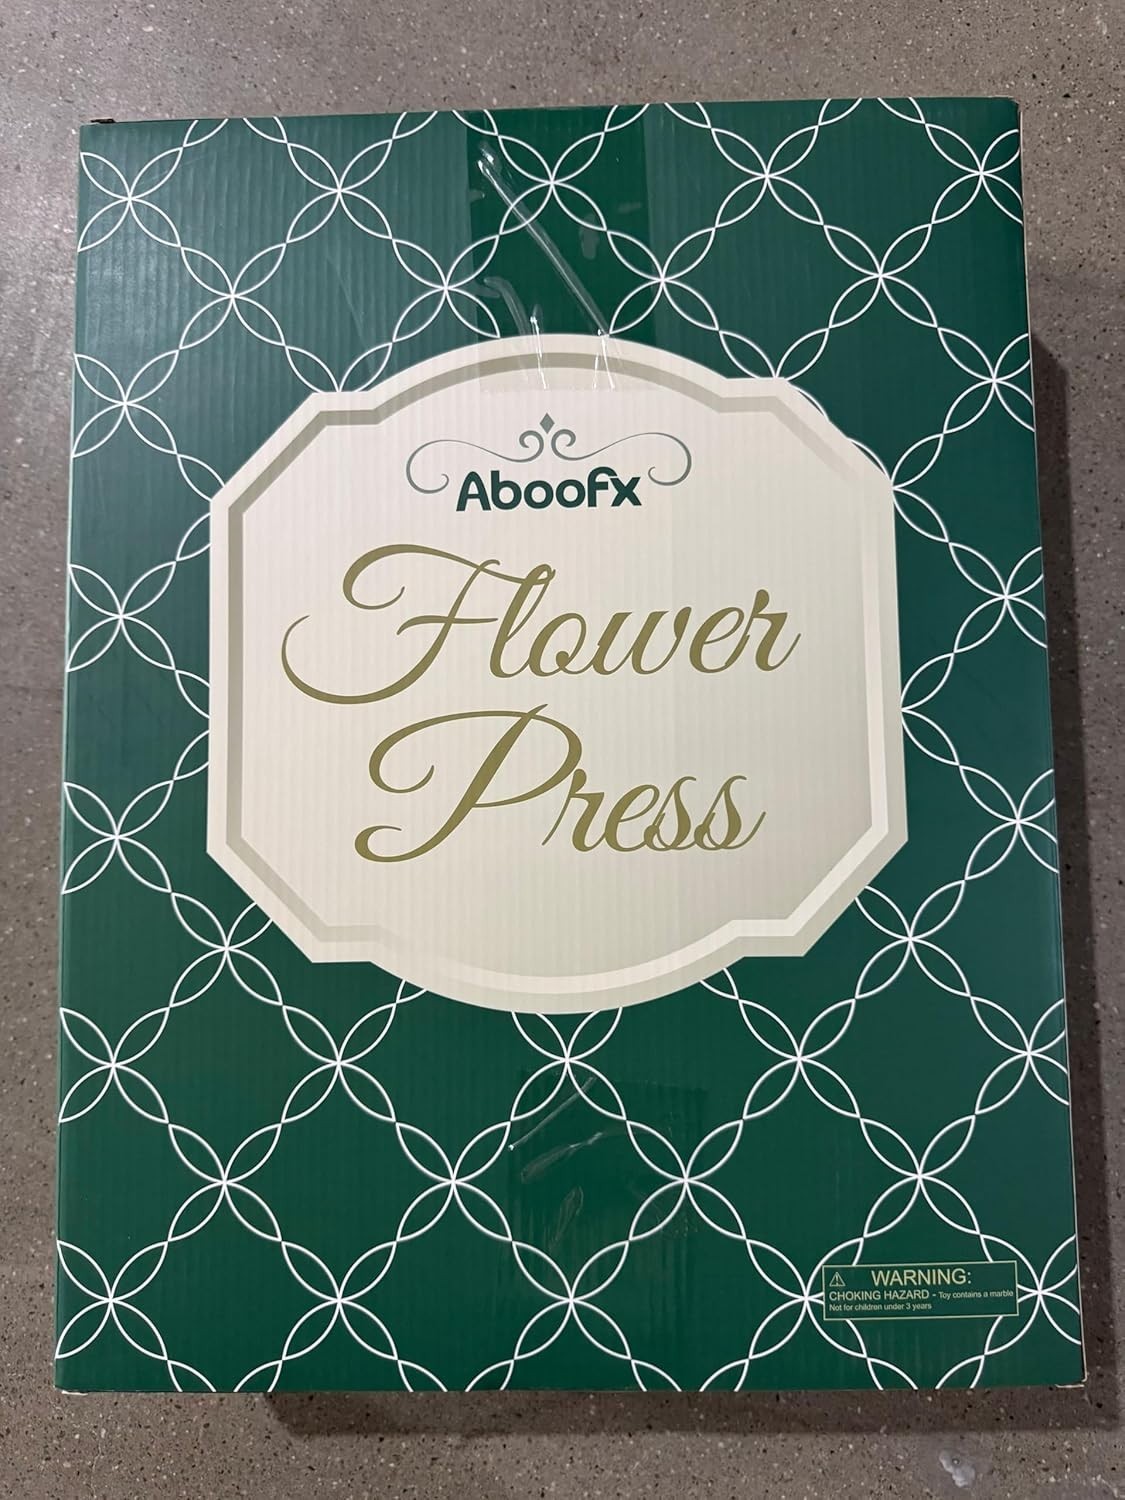 Aboofx
Flower
Press
WARNING:
CHOKING HAZARD - Toy contains a marble
Not for children under 3 years